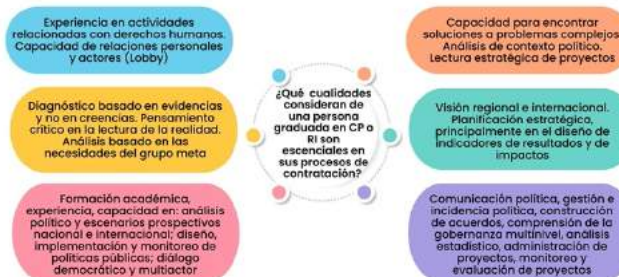 Experiencia en actividades
relacionadas con derechos humanos.
Capacidad de relaciones personales
y actores (Lobby)
Diagnóstico basado en evidencias
y no en creencias. Pensamiento
crítico en la lectura de la realidad.
Análisis basado en las
necesidades del grupo meta
Formación académica,
experiencia, capacidad en: análisis
político y escenarios prospectivos
nacional e internacional; diseño,
implementación y monitoreo de
políticas públicas; diálogo
democrático y multiactor
¿Qué cualidades
consideran de
una persona
graduada en CP o
RI son
escenciales en
sus procesos de
contratación?
Capacidad para encontrar
soluciones a problemas complejos.
Análisis de contexto político.
Lectura estratégica de proyectos
Visión regional e internacional.
Planificación estratégico,
principalmente en el diseño de
indicadores de resultados y de
impactos
Comunicación política, gestión e
incidencia política, construcción
de acuerdos, comprensión de la
gobernanza multinivel, análisis
estadístico, administración de
proyectos, monitoreo y
evaluación de proyectos